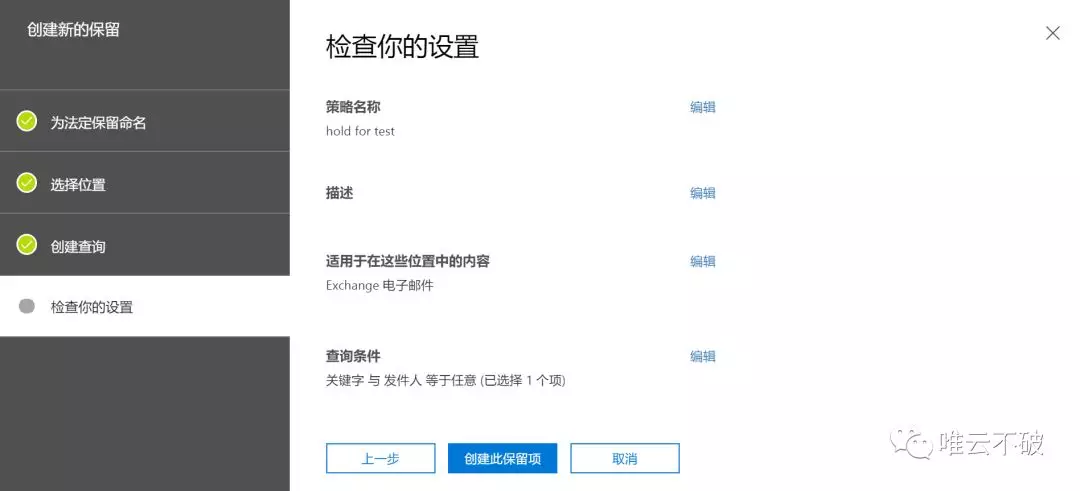 创建新的保留
为法定保留命名
选择位置
创建查询
检查你的设置
检查你的设置
策略名称
编辑
hold for test
描述
编辑
适用于在这些位置中的内容
编辑
Exchange 电子邮件
查询条件
编辑
关键字 与 发件人 等于任意 (已选择 1 个项)
上一步
创建此保留项
取消
唯云不破